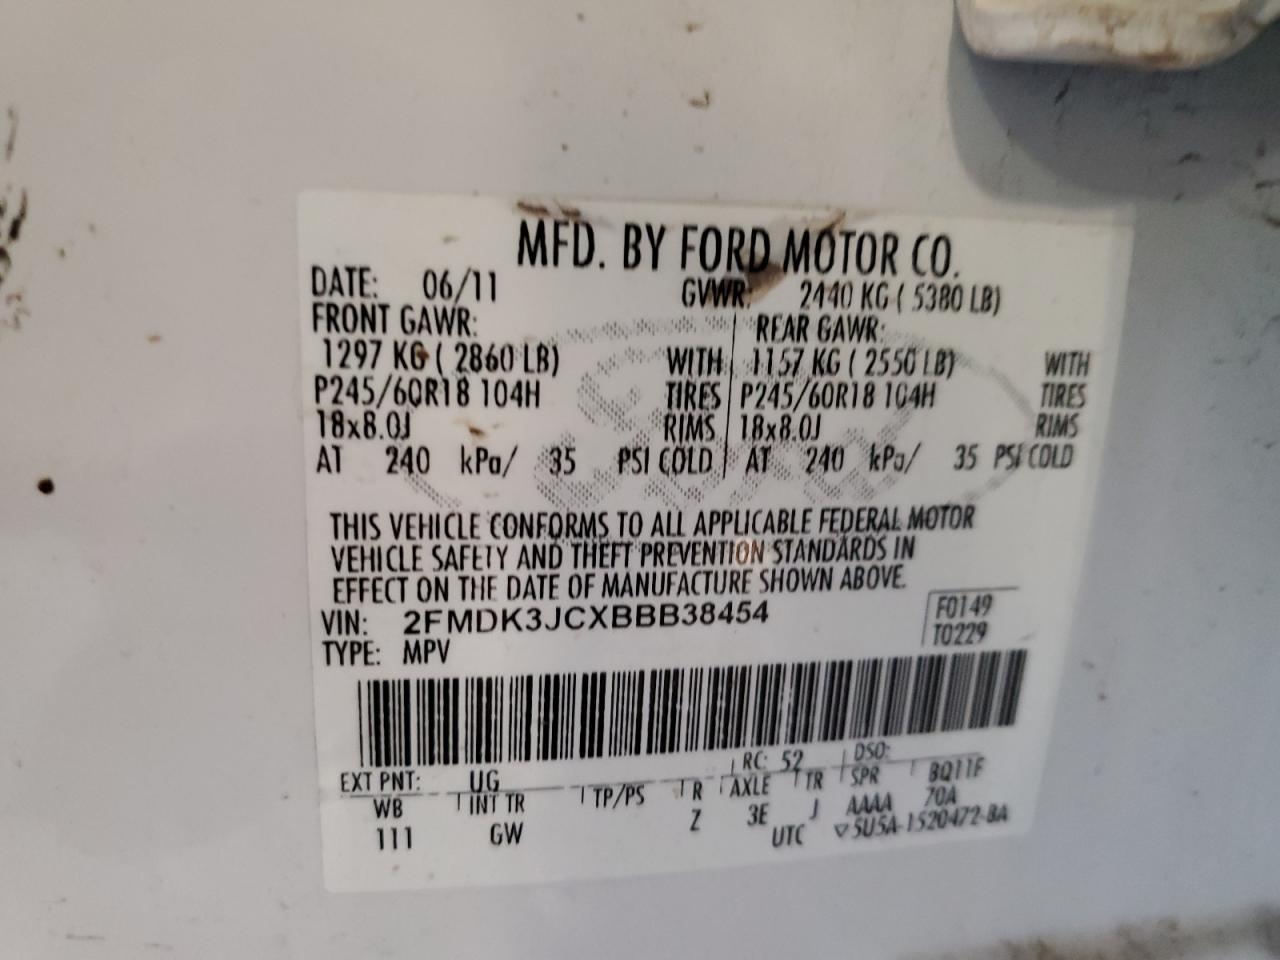 MFD. BY FORD MOTOR CO.
DATE: 06/11 GVWR: 2440 KG ( 5380 LB)
FRONT GAWR: REAR GAWR:
1297 KG ( 2860 LB) WITH 1157 KG ( 2550 LB) WITH
P245/60R18 104H TIRES P245/60R18 104H TIRES
18x8.0J RIMS 18x8.0J RIMS
AT 240 kPa/ 35 PSI COLD AT 240 kPa/ 35 PSI COLD
THIS VEHICLE CONFORMS TO ALL APPLICABLE FEDERAL MOTOR
VEHICLE SAFETY AND THEFT PREVENTION STANDARDS IN
EFFECT ON THE DATE OF MANUFACTURE SHOWN ABOVE.
VIN: 2FMDK3JCXBBB38454 F0149
TYPE: MPV T0229
EXT PNT: UG RC: 52 DSO:
WB INT TR TP/PS R AXLE TR SPR BQ11F
111 GW Z 3E J AAAA 70A
UTC ▽5U5A-1520472-BA